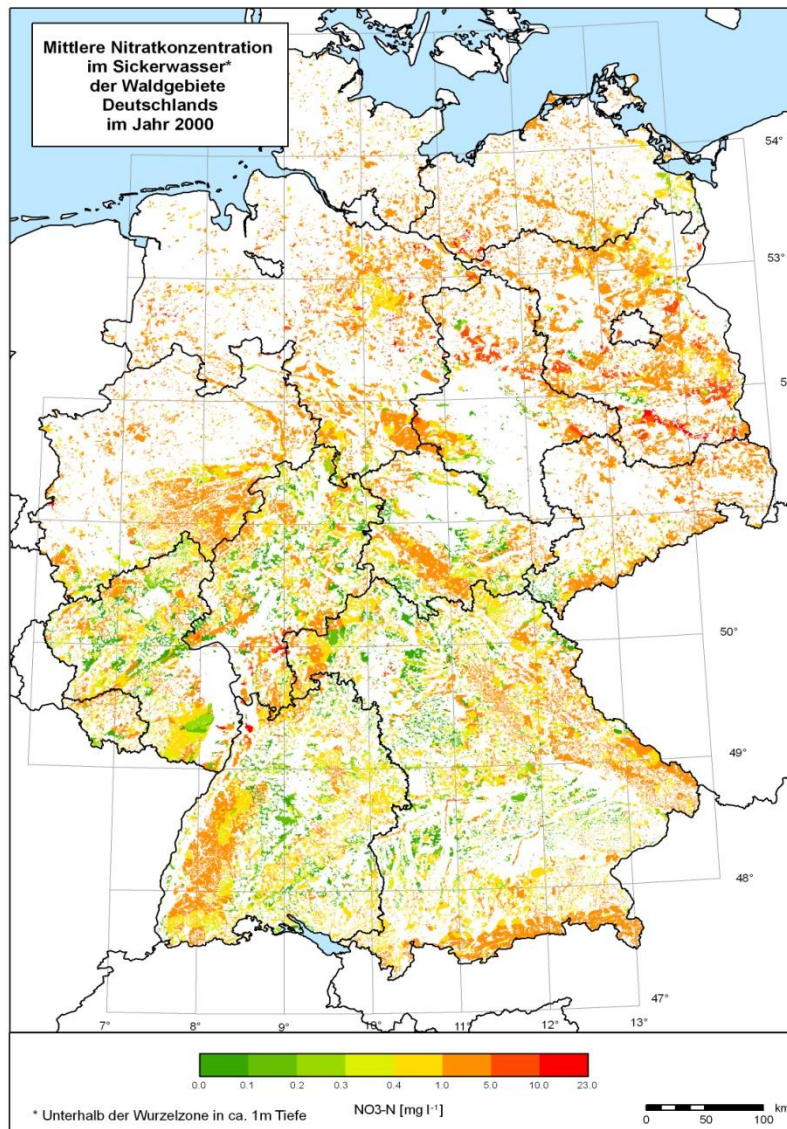 Mittlere Nitratkonzentration
im Sickerwasser*
der Waldgebiete
Deutschlands
im Jahr 2000
54°
53°
5
50°
49°
48°
47°
7° 8° 9° 10° 11° 12° 13°
0.0 0.1 0.2 0.3 0.4 1.0 5.0 10.0 23.0
* Unterhalb der Wurzelzone in ca. 1m Tiefe
NO3-N [mg l⁻¹]
km
0 50 100